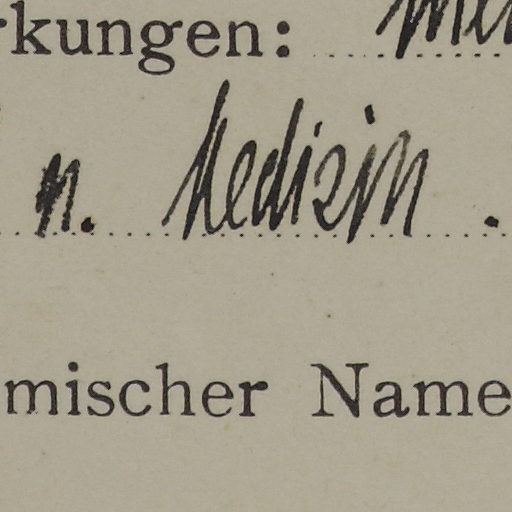 rkungen:
n. Medizin.
mischer Name